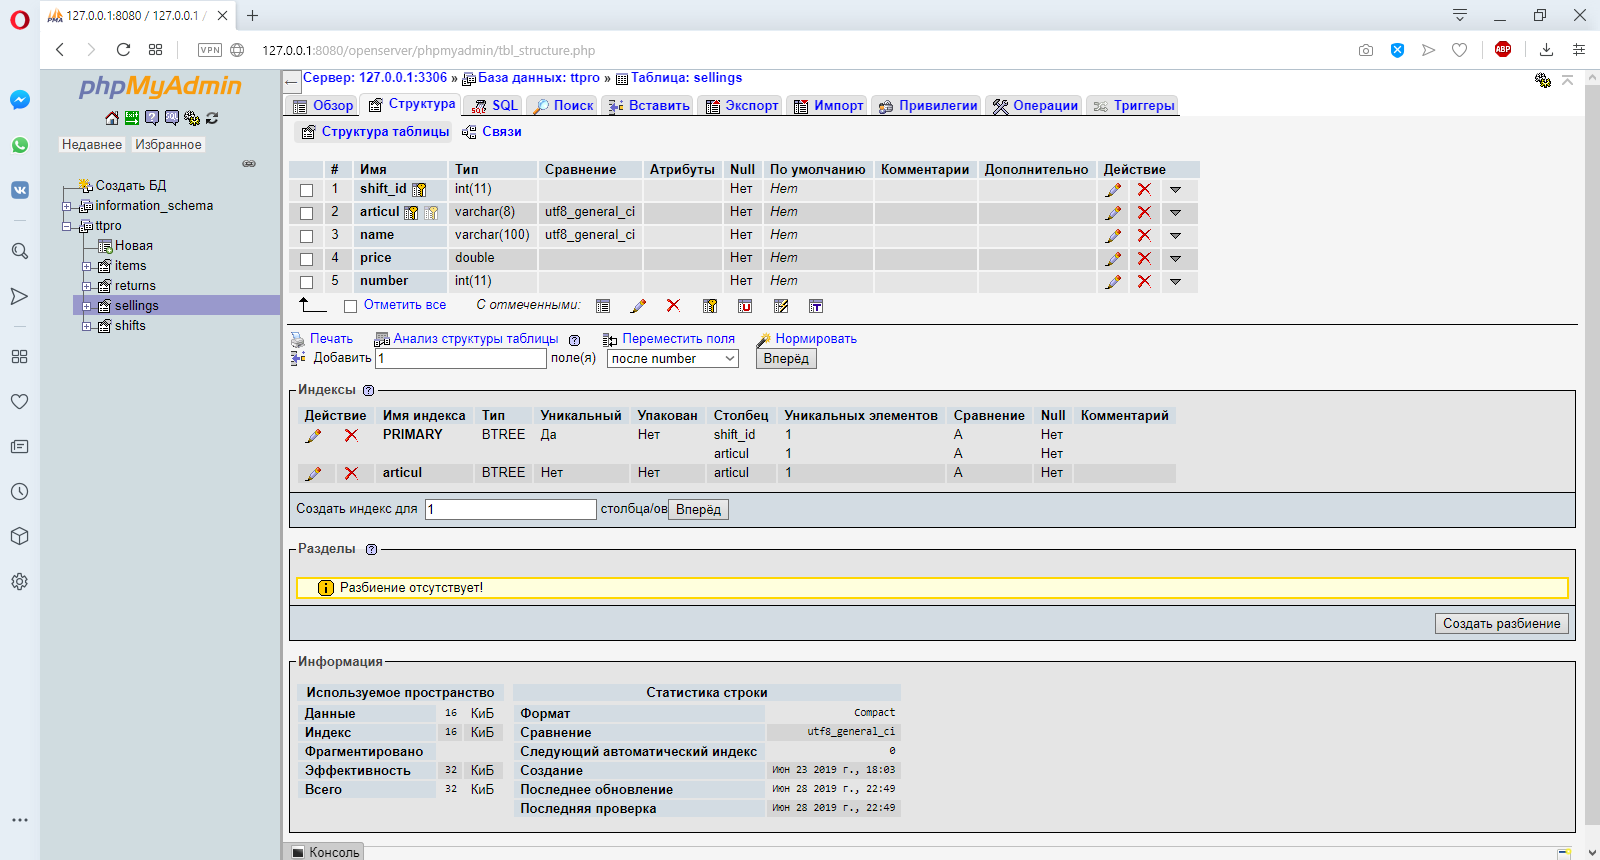 127.0.0.1:8080 / 127.0.0.1 /
VPN
127.0.0.1:8080/openserver/phpmyadmin/tbl_structure.php
ABP
phpMyAdmin
Недавнее Избранное
Создать БД
information_schema
ttpro
Новая
items
returns
sellings
shifts
Сервер: 127.0.0.1:3306 » База данных: ttpro » Таблица: sellings
Обзор Структура SQL Поиск Вставить Экспорт Импорт Привилегии Операции Триггеры
Структура таблицы Связи
# Имя Тип Сравнение Атрибуты Null По умолчанию Комментарии Дополнительно Действие
1 shift_id int(11) Нет Нет
2 articul varchar(8) utf8_general_ci Нет Нет
3 name varchar(100) utf8_general_ci Нет Нет
4 price double Нет Нет
5 number int(11) Нет Нет
Отметить все С отмеченными:
Печать Анализ структуры таблицы Переместить поля Нормировать
Добавить 1 поле(я) после number Вперёд
Индексы
Действие Имя индекса Тип Уникальный Упакован Столбец Уникальных элементов Сравнение Null Комментарий
PRIMARY BTREE Да Нет shift_id 1 A Нет
articul 1 A Нет
articul BTREE Нет Нет articul 1 A Нет
Создать индекс для 1 столбца/ов Вперёд
Разделы
Разбиение отсутствует!
Создать разбиение
Информация
Используемое пространство
Данные 16 КиБ
Индекс 16 КиБ
Фрагментировано
Эффективность 32 КиБ
Всего 32 КиБ
Статистика строки
Формат Compact
Сравнение utf8_general_ci
Следующий автоматический индекс 0
Создание Июн 23 2019 г., 18:03
Последнее обновление Июн 28 2019 г., 22:49
Последняя проверка Июн 28 2019 г., 22:49
Консоль